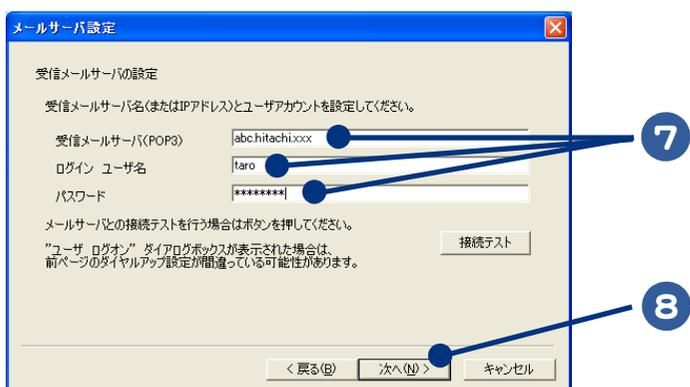 メールサーバ設定
受信メールサーバの設定
受信メールサーバ名(またはIPアドレス)とユーザアカウントを設定してください。
受信メールサーバ(POP3) abc.hitachi.xxx
7
ログイン ユーザ名 taro
パスワード ********
メールサーバとの接続テストを行う場合はボタンを押してください。
"ユーザ ログオン" ダイアログボックスが表示された場合は、
前ページのダイヤルアップ設定が間違っている可能性があります。
接続テスト
8
< 戻る(B) 次へ(N) > キャンセル